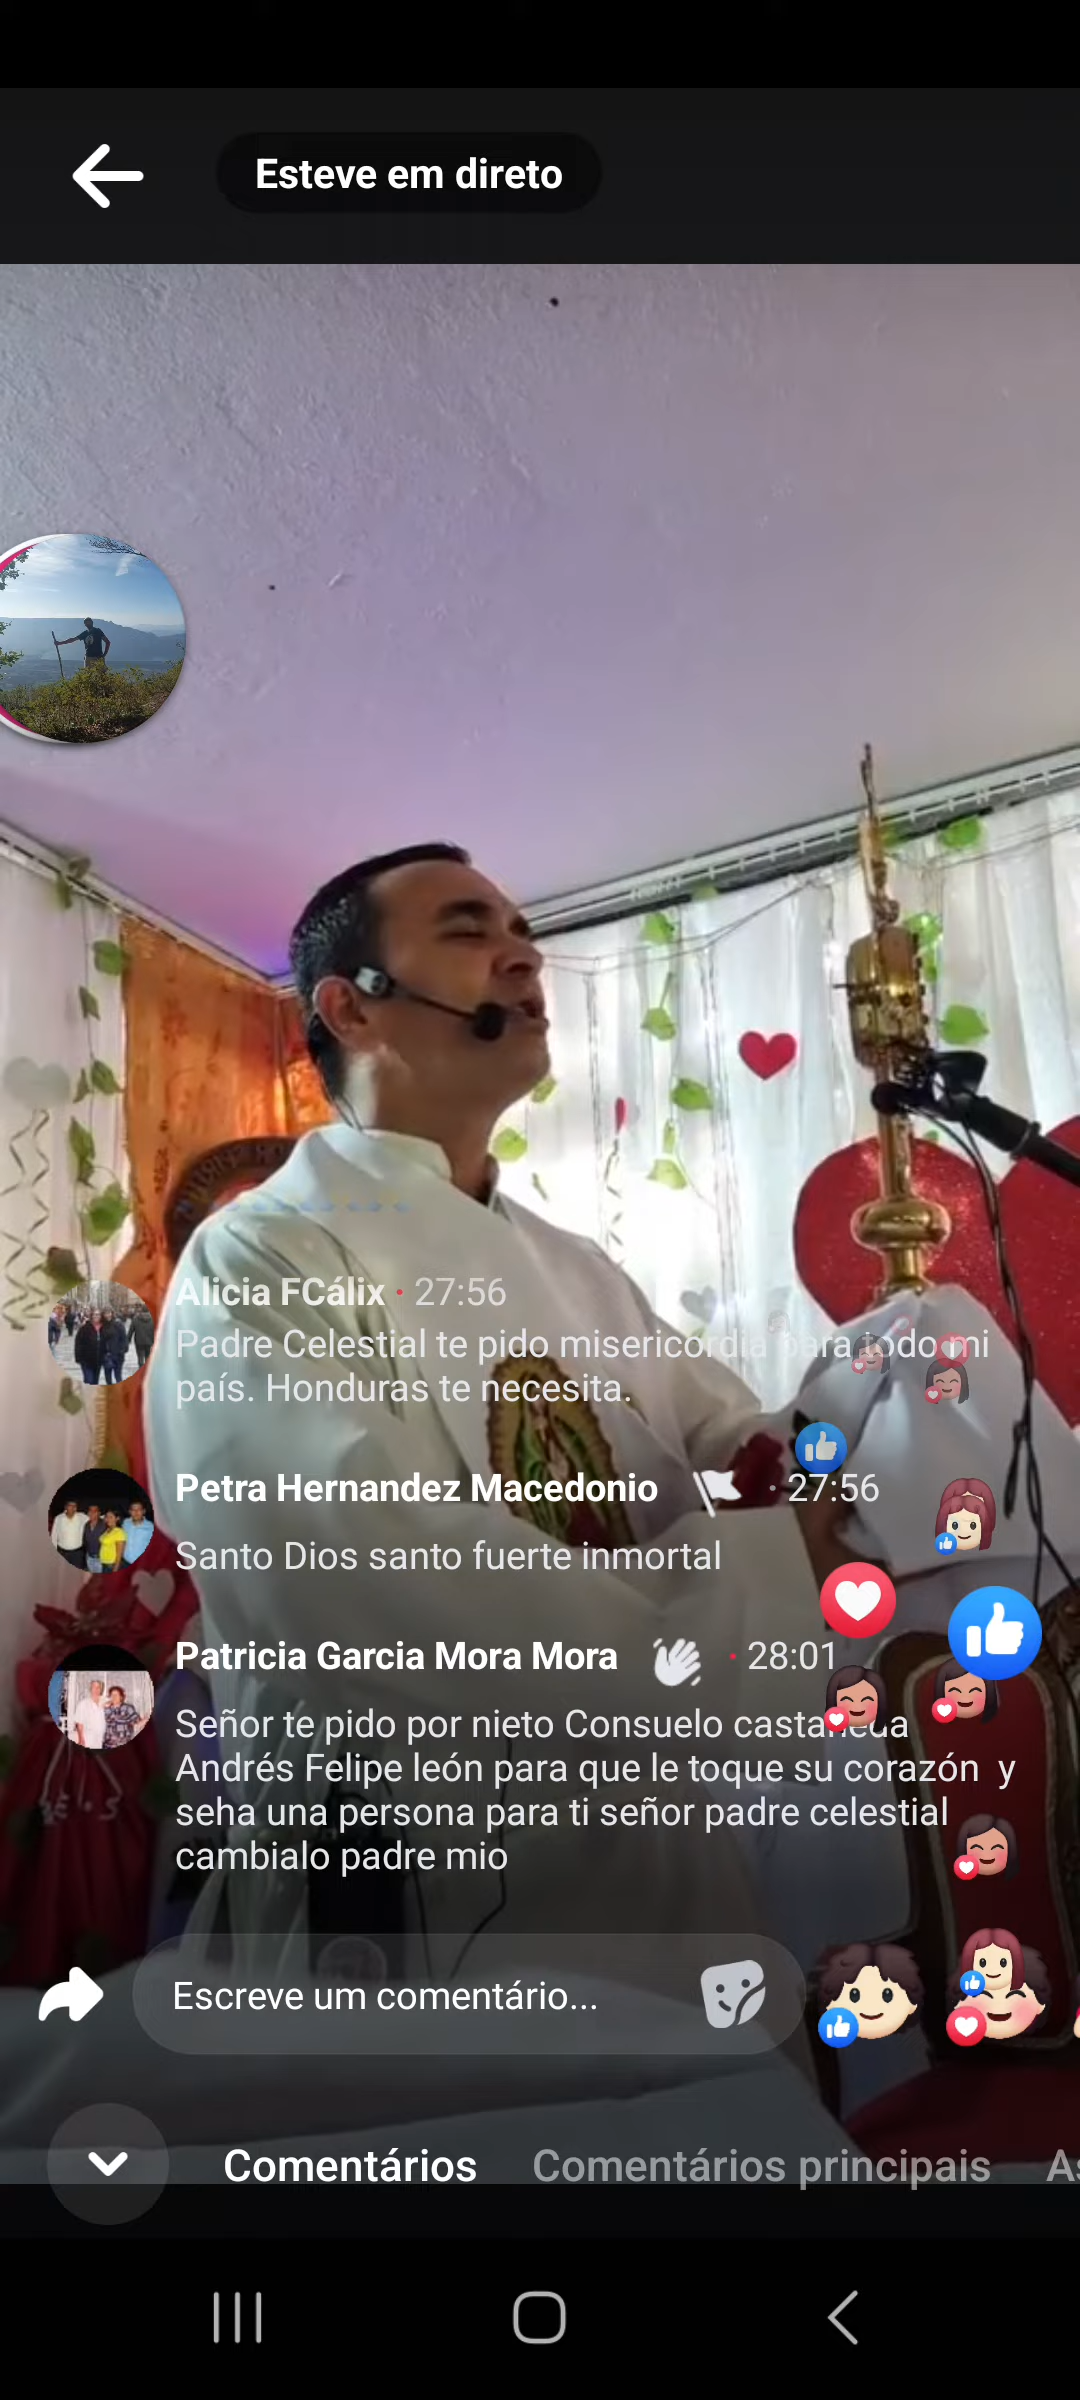 Esteve em direto
Alicia FCálix · 27:56
Padre Celestial te pido misericordia para todo mi
país. Honduras te necesita.
Petra Hernandez Macedonio · 27:56
Santo Dios santo fuerte inmortal
Patricia Garcia Mora Mora · 28:01
Señor te pido por nieto Consuelo castañeda
Andrés Felipe león para que le toque su corazón y
seha una persona para ti señor padre celestial
cambialo padre mio
Escreve um comentário...
Comentários Comentários principais As